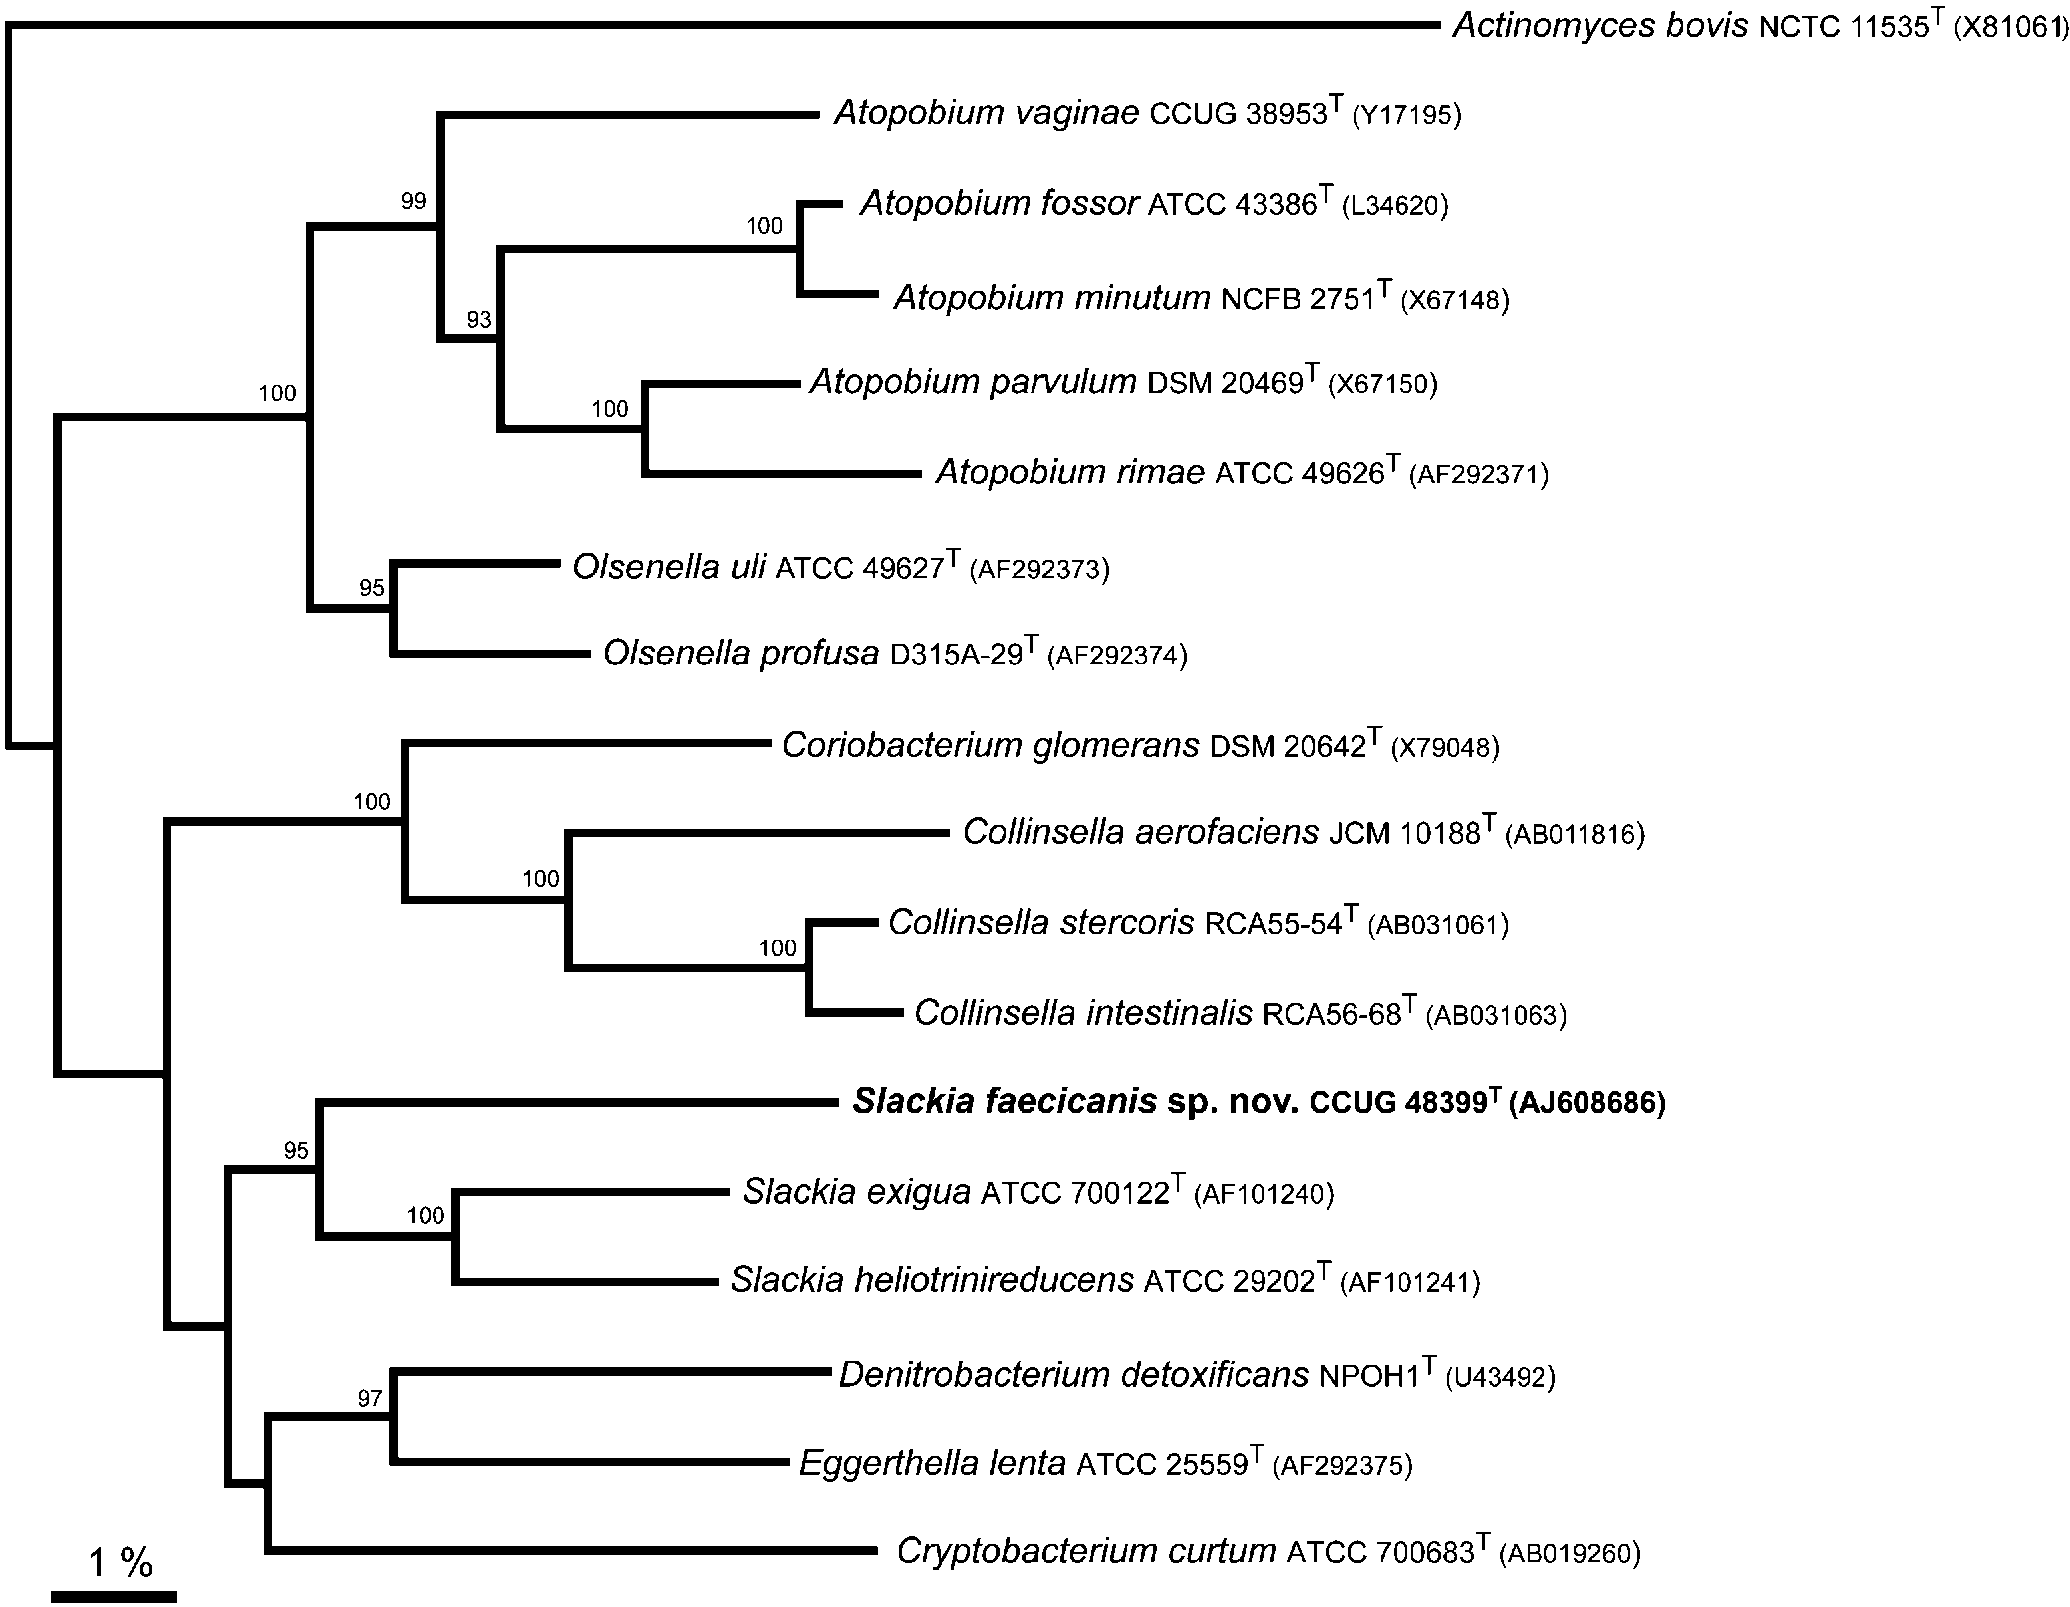 Actinomyces bovis NCTC 11535T (X81061)
Atopobium vaginae CCUG 38953T (Y17195)
99
Atopobium fossor ATCC 43386T (L34620)
100
Atopobium minutum NCFB 2751T (X67148)
93
Atopobium parvulum DSM 20469T (X67150)
100
100
Atopobium rimae ATCC 49626T (AF292371)
Olsenella uli ATCC 49627T (AF292373)
95
Olsenella profusa D315A-29T (AF292374)
Coriobacterium glomerans DSM 20642T (X79048)
100
Collinsella aerofaciens JCM 10188T (AB011816)
100
Collinsella stercoris RCA55-54T (AB031061)
100
Collinsella intestinalis RCA56-68T (AB031063)
Slackia faecicanis sp. nov. CCUG 48399T (AJ608686)
95
Slackia exigua ATCC 700122T (AF101240)
100
Slackia heliotrinireducens ATCC 29202T (AF101241)
Denitrobacterium detoxificans NPOH1T (U43492)
97
Eggerthella lenta ATCC 25559T (AF292375)
Cryptobacterium curtum ATCC 700683T (AB019260)
1 %